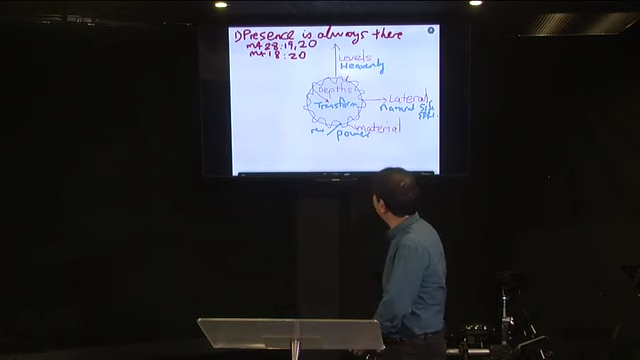 1) Presence is always there
mt 28:19,20
mt 18:20
Levels
Heavenly
Depths
Transform
Lateral
natural
material
power